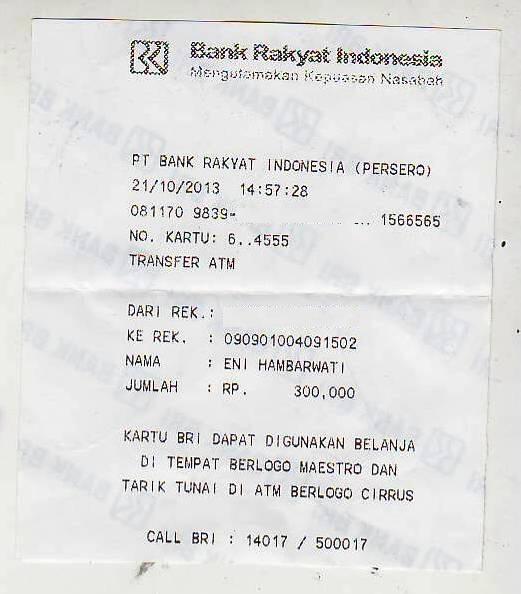 Bank Rakyat Indonesia
Mengutamakan Kepuasan Nasabah
PT BANK RAKYAT INDONESIA (PERSERO)
21/10/2013 14:57:28
081170 9839- ... 1566565
NO. KARTU: 6..4555
TRANSFER ATM
DARI REK.:
KE REK. : 090901004091502
NAMA : ENI HAMBARWATI
JUMLAH : RP. 300,000
KARTU BRI DAPAT DIGUNAKAN BELANJA
DI TEMPAT BERLOGO MAESTRO DAN
TARIK TUNAI DI ATM BERLOGO CIRRUS
CALL BRI : 14017 / 500017